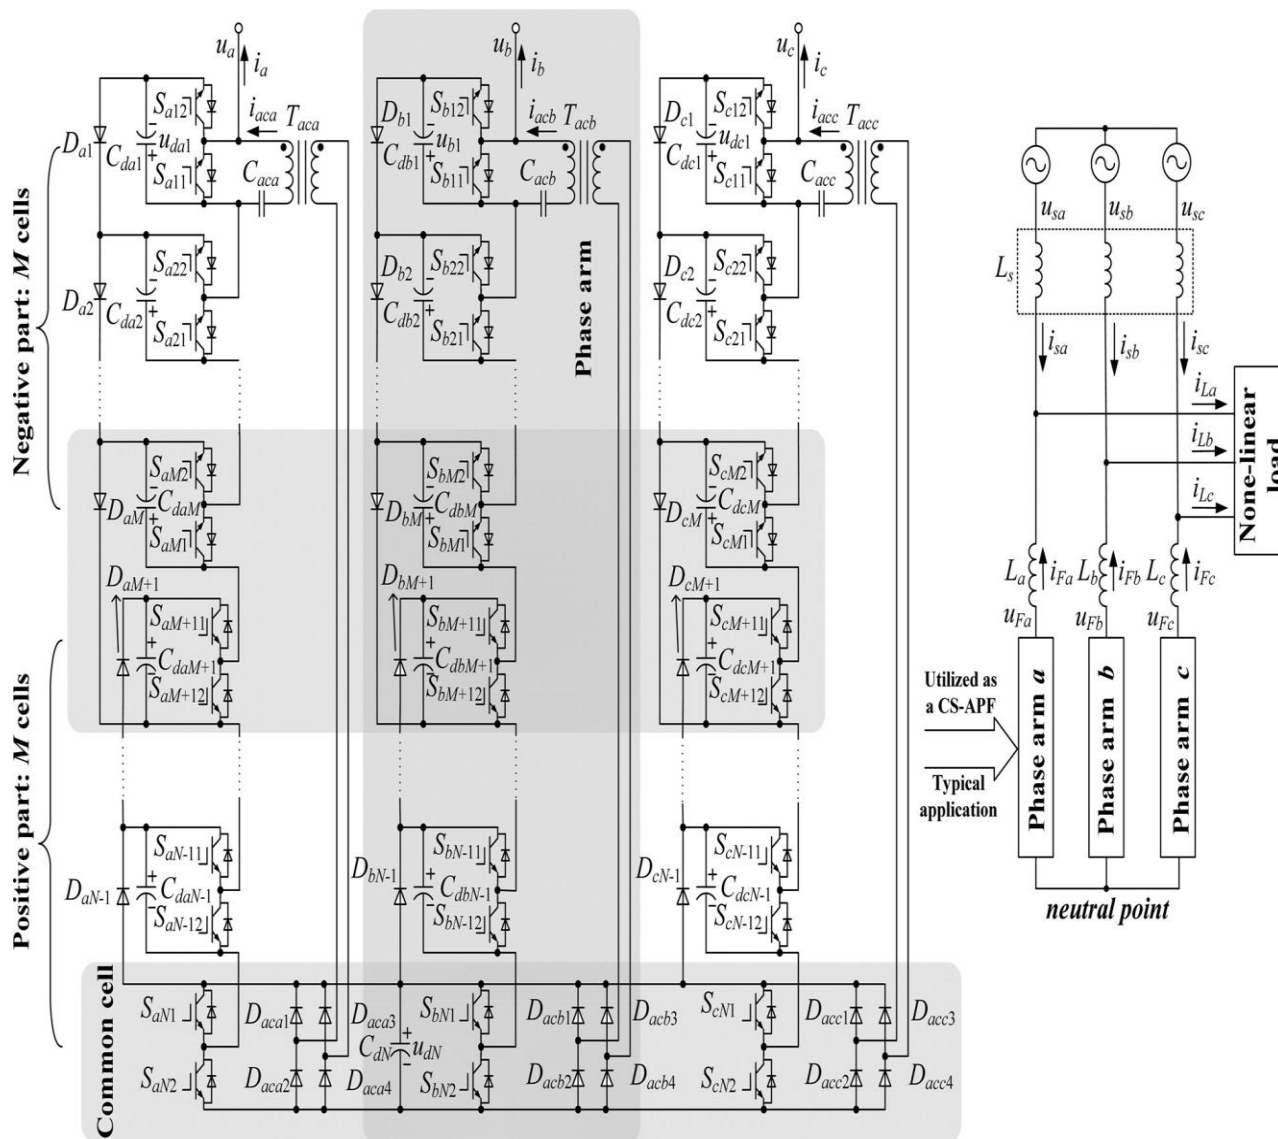 u_a
i_a
u_b
i_b
u_c
i_c
D_a1
S_a12
C_da1
u_da1
S_a11
i_aca
T_aca
C_aca
D_b1
S_b12
C_db1
u_b1
S_b11
i_acb
T_acb
C_acb
D_c1
S_c12
C_dc1
u_dc1
S_c11
i_acc
T_acc
C_acc
Negative part: M cells
D_a2
S_a22
C_da2
S_a21
D_b2
S_b22
C_db2
S_b21
Phase arm
D_c2
S_c22
C_dc2
S_c21
D_aM
S_aM2
C_daM
S_aM1
D_bM
S_bM2
C_dbM
S_bM1
D_cM
S_cM2
C_dcM
S_cM1
D_aM+1
S_aM+11
C_daM+1
S_aM+12
D_bM+1
S_bM+11
C_dbM+1
S_bM+12
D_cM+1
S_cM+11
C_dcM+1
S_cM+12
Positive part: M cells
D_aN-1
S_aN-11
C_daN-1
S_aN-12
D_bN-1
S_bN-11
C_dbN-1
S_bN-12
D_cN-1
S_cN-11
C_dcN-1
S_cN-12
Common cell
S_aN1
S_aN2
D_aca1
D_aca3
D_aca2
D_aca4
C_dN
u_dN
S_bN1
S_bN2
D_acb1
D_acb3
D_acb2
D_acb4
S_cN1
S_cN2
D_acc1
D_acc3
D_acc2
D_acc4
Utilized as
a CS-APF
Typical
application
u_sa
u_sb
u_sc
L_s
i_sa
i_sb
i_sc
i_La
i_Lb
i_Lc
None-linear
load
L_a
i_Fa
L_b
i_Fb
L_c
i_Fc
u_Fa
u_Fb
u_Fc
Phase arm a
Phase arm b
Phase arm c
neutral point